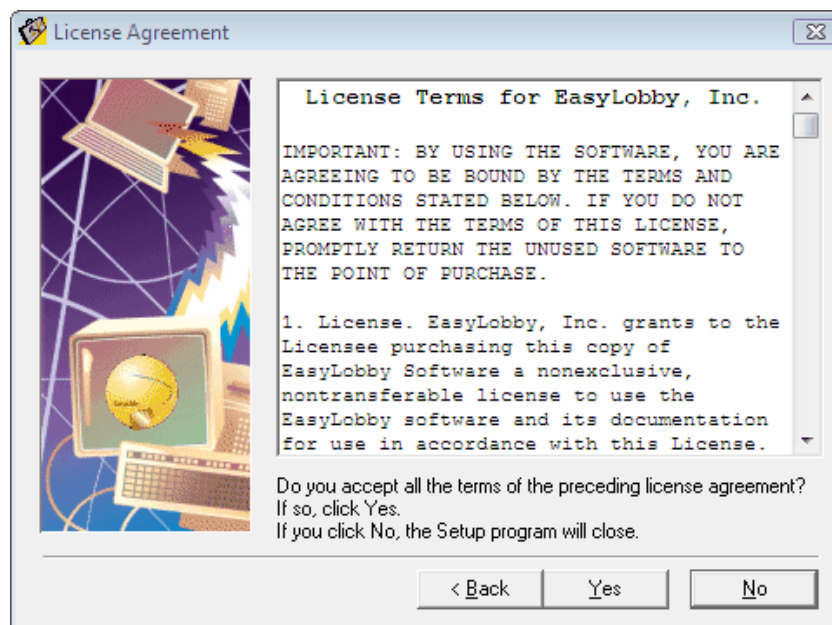 License Agreement
License Terms for EasyLobby, Inc.
IMPORTANT: BY USING THE SOFTWARE, YOU ARE
AGREEING TO BE BOUND BY THE TERMS AND
CONDITIONS STATED BELOW. IF YOU DO NOT
AGREE WITH THE TERMS OF THIS LICENSE,
PROMPTLY RETURN THE UNUSED SOFTWARE TO
THE POINT OF PURCHASE.
1. License. EasyLobby, Inc. grants to the
Licensee purchasing this copy of
EasyLobby Software a nonexclusive,
nontransferable license to use the
EasyLobby software and its documentation
for use in accordance with this License.
Do you accept all the terms of the preceding license agreement?
If so, click Yes.
If you click No, the Setup program will close.
< Back
Yes
No